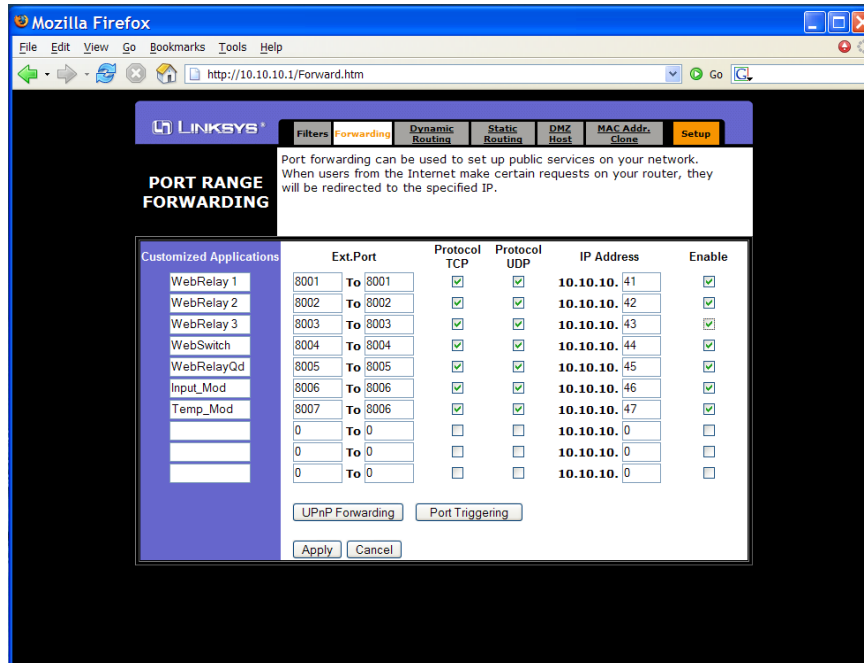 Mozilla Firefox
File Edit View Go Bookmarks Tools Help
http://10.10.10.1/Forward.htm Go G
LINKSYS®
Filters Forwarding Dynamic Routing Static Routing DMZ Host MAC Addr. Clone Setup
PORT RANGE FORWARDING
Port forwarding can be used to set up public services on your network.
When users from the Internet make certain requests on your router, they
will be redirected to the specified IP.
Customized Applications Ext.Port Protocol TCP Protocol UDP IP Address Enable
WebRelay 1 8001 To 8001 10.10.10. 41
WebRelay 2 8002 To 8002 10.10.10. 42
WebRelay 3 8003 To 8003 10.10.10. 43
WebSwitch 8004 To 8004 10.10.10. 44
WebRelayQd 8005 To 8005 10.10.10. 45
Input_Mod 8006 To 8006 10.10.10. 46
Temp_Mod 8007 To 8006 10.10.10. 47
0 To 0 10.10.10. 0
0 To 0 10.10.10. 0
0 To 0 10.10.10. 0
UPnP Forwarding Port Triggering
Apply Cancel